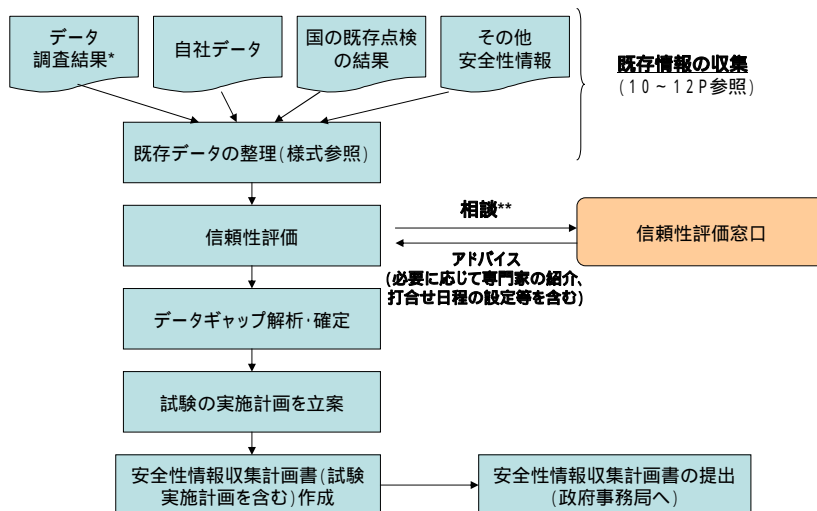 データ
調査結果*
自社データ
国の既存点検
の結果
その他
安全性情報
既存情報の収集
(10~12P参照)
既存データの整理(様式参照)
信頼性評価
相談**
信頼性評価窓口
アドバイス
(必要に応じて専門家の紹介、
打合せ日程の設定等を含む)
データギャップ解析・確定
試験の実施計画を立案
安全性情報収集計画書(試験
実施計画を含む)作成
安全性情報収集計画書の提出
(政府事務局へ)